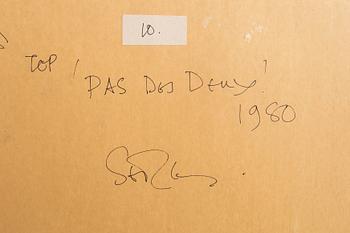 10.
TOP !
"PAS DES DEUX"
1980